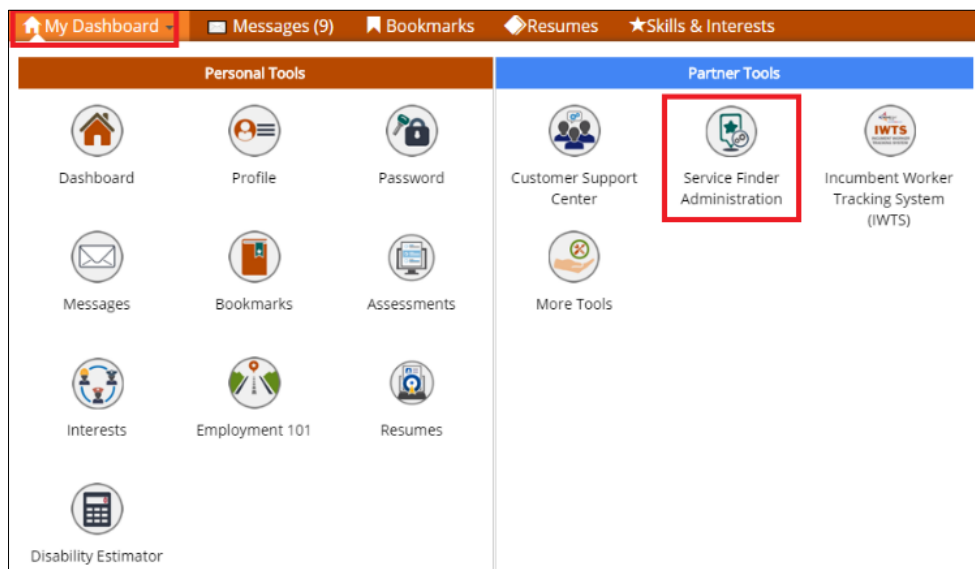 My Dashboard
Messages (9)
Bookmarks
Resumes
Skills & Interests
Personal Tools
Dashboard
Profile
Password
Messages
Bookmarks
Assessments
Interests
Employment 101
Resumes
Disability Estimator
Partner Tools
Customer Support
Center
Service Finder
Administration
IWTS
Incumbent Worker
Tracking System
(IWTS)
More Tools